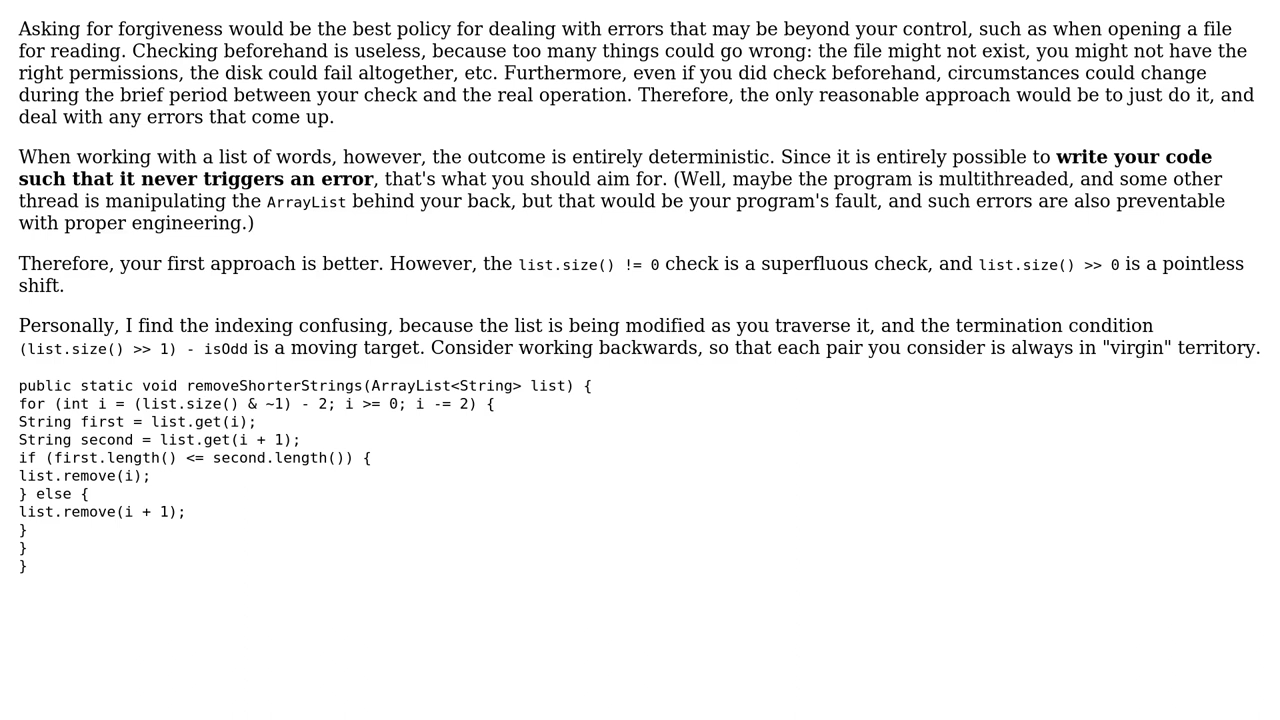 Asking for forgiveness would be the best policy for dealing with errors that may be beyond your control, such as when opening a file
for reading. Checking beforehand is useless, because too many things could go wrong: the file might not exist, you might not have the
right permissions, the disk could fail altogether, etc. Furthermore, even if you did check beforehand, circumstances could change
during the brief period between your check and the real operation. Therefore, the only reasonable approach would be to just do it, and
deal with any errors that come up.
When working with a list of words, however, the outcome is entirely deterministic. Since it is entirely possible to write your code
such that it never triggers an error, that's what you should aim for. (Well, maybe the program is multithreaded, and some other
thread is manipulating the ArrayList behind your back, but that would be your program's fault, and such errors are also preventable
with proper engineering.)
Therefore, your first approach is better. However, the list.size() != 0 check is a superfluous check, and list.size() >> 0 is a pointless
shift.
Personally, I find the indexing confusing, because the list is being modified as you traverse it, and the termination condition
(list.size() >> 1) - isOdd is a moving target. Consider working backwards, so that each pair you consider is always in "virgin" territory.
public static void removeShorterStrings(ArrayList<String> list) {
for (int i = (list.size() & ~1) - 2; i >= 0; i -= 2) {
String first = list.get(i);
String second = list.get(i + 1);
if (first.length() <= second.length()) {
list.remove(i);
} else {
list.remove(i + 1);
}
}
}